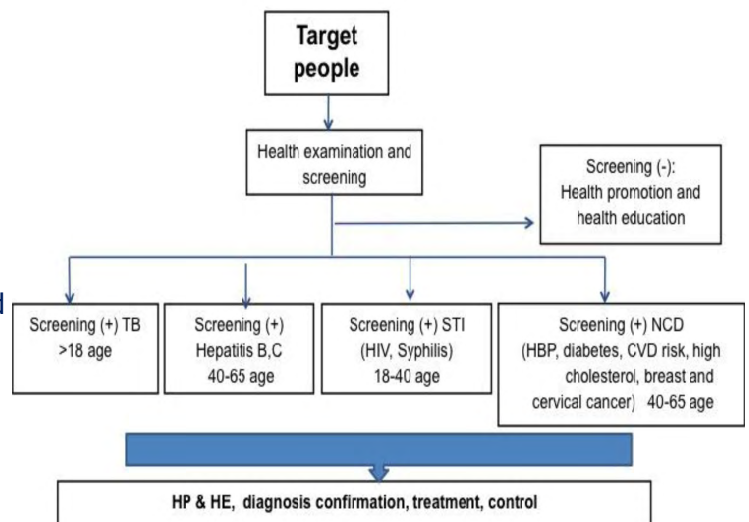 Target
people
Health examination and
screening
Screening (-):
Health promotion and
health education
d
Screening (+) TB
>18 age
Screening (+)
Hepatitis B,C
40-65 age
Screening (+) STI
(HIV, Syphilis)
18-40 age
Screening (+) NCD
(HBP, diabetes, CVD risk, high
cholesterol, breast and
cervical cancer) 40-65 age
HP & HE, diagnosis confirmation, treatment, control